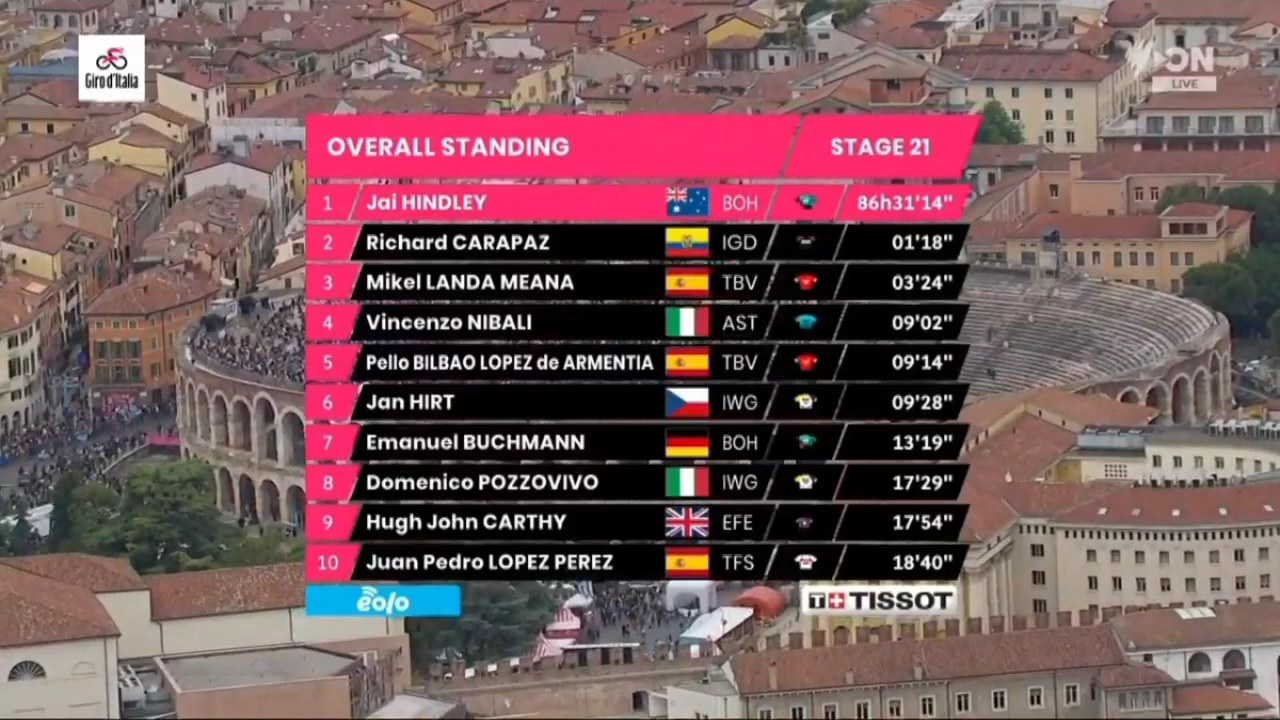 Giro d'Italia
ON
LIVE
OVERALL STANDING STAGE 21
1 Jai HINDLEY BOH 86h31'14"
2 Richard CARAPAZ IGD 01'18"
3 Mikel LANDA MEANA TBV 03'24"
4 Vincenzo NIBALI AST 09'02"
5 Pello BILBAO LOPEZ de ARMENTIA TBV 09'14"
6 Jan HIRT IWG 09'28"
7 Emanuel BUCHMANN BOH 13'19"
8 Domenico POZZOVIVO IWG 17'29"
9 Hugh John CARTHY EFE 17'54"
10 Juan Pedro LOPEZ PEREZ TFS 18'40"
eolo T+ TISSOT